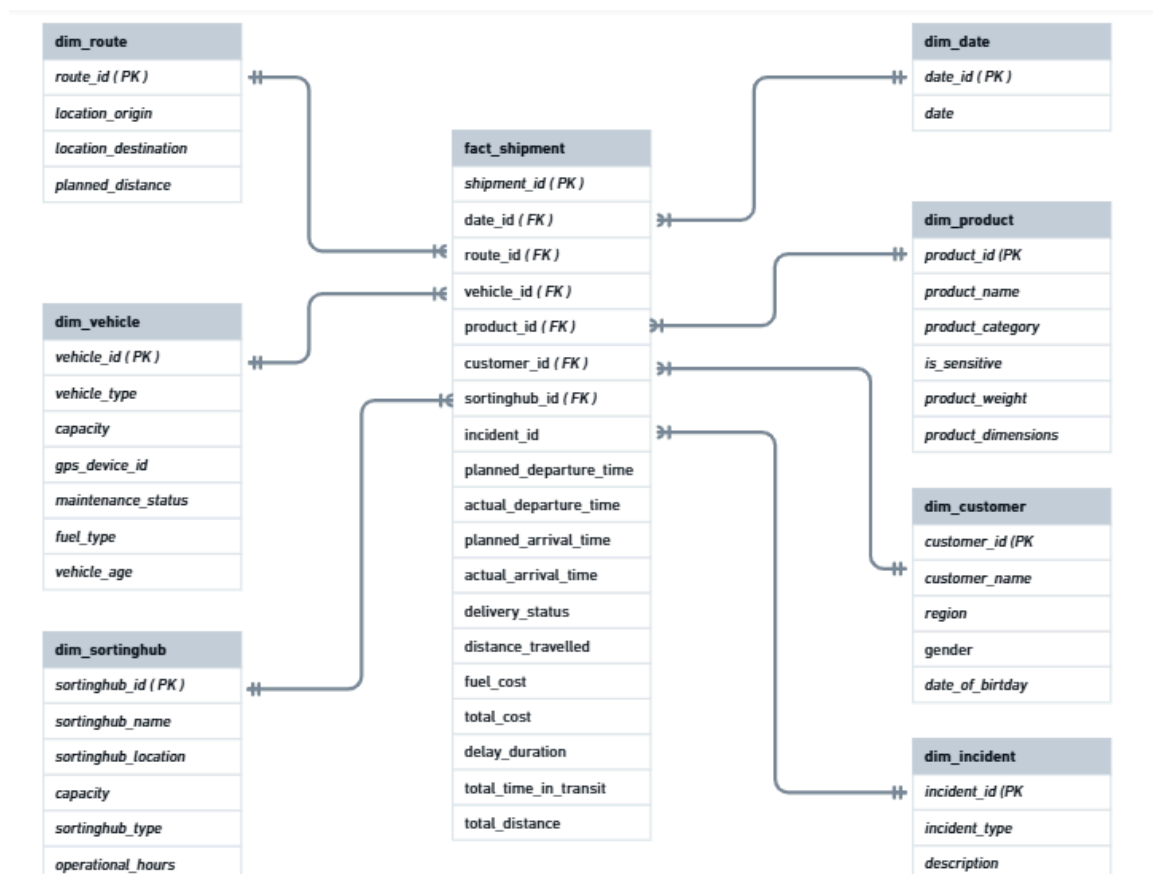 dim_route
route_id ( PK )
location_origin
location_destination
planned_distance
dim_vehicle
vehicle_id ( PK )
vehicle_type
capacity
gps_device_id
maintenance_status
fuel_type
vehicle_age
dim_sortinghub
sortinghub_id ( PK )
sortinghub_name
sortinghub_location
capacity
sortinghub_type
operational_hours
fact_shipment
shipment_id ( PK )
date_id ( FK )
route_id ( FK )
vehicle_id ( FK )
product_id ( FK )
customer_id ( FK )
sortinghub_id ( FK )
incident_id
planned_departure_time
actual_departure_time
planned_arrival_time
actual_arrival_time
delivery_status
distance_travelled
fuel_cost
total_cost
delay_duration
total_time_in_transit
total_distance
dim_date
date_id ( PK )
date
dim_product
product_id (PK
product_name
product_category
is_sensitive
product_weight
product_dimensions
dim_customer
customer_id (PK
customer_name
region
gender
date_of_birtday
dim_incident
incident_id (PK
incident_type
description